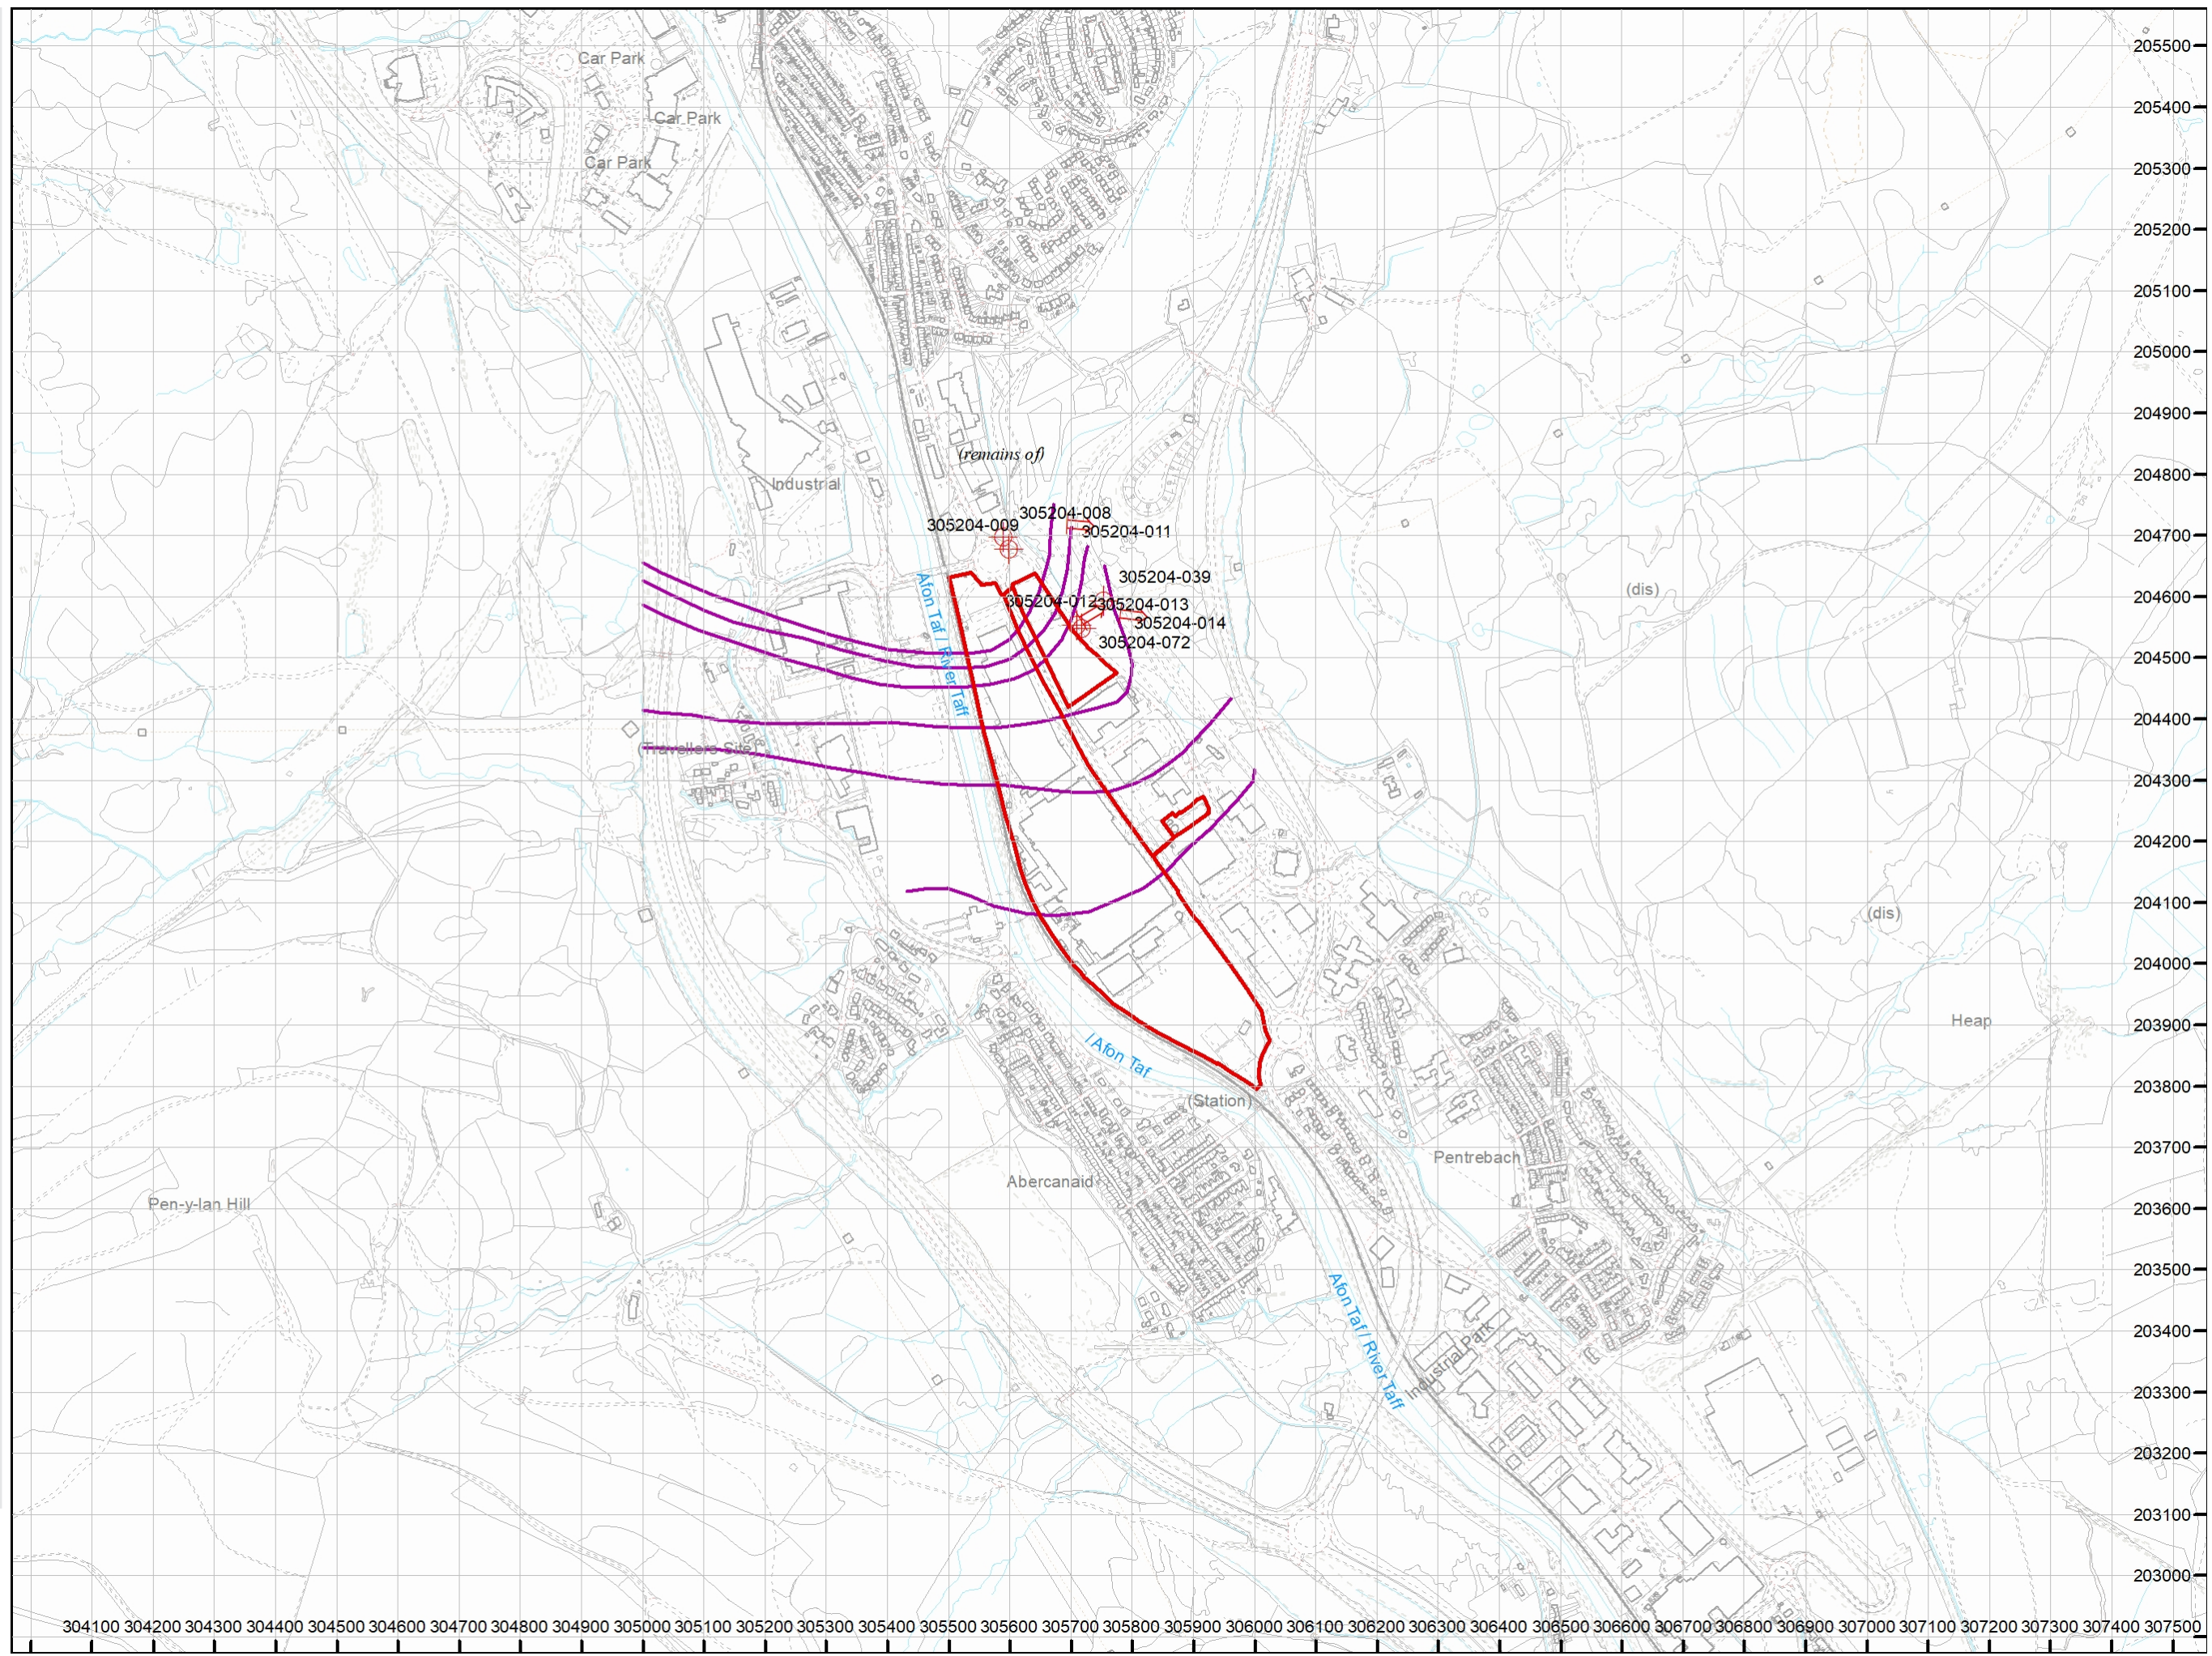 205500
Car Park
205400
Car Park
Car Park
205300
205200
205100
205000
204900
(remains of)
204800
Industrial
305204-008
305204-009
305204-011
204700
305204-039
(dis)
204600
305204-012
305204-013
305204-014
305204-072
Afon Taf / River Taff
204500
204400
(Travellers Site)
204300
204200
204100
(dis)
204000
203900
Heap
/ Afon Taf
203800
(Station)
203700
Pentrebach
Abercanaid
Pen-y-lan Hill
203600
203500
Afon Taf / River Taff
203400
Industrial Park
203300
203200
203100
203000
304100 304200 304300 304400 304500 304600 304700 304800 304900 305000 305100 305200 305300 305400 305500 305600 305700 305800 305900 306000 306100 306200 306300 306400 306500 306600 306700 306800 306900 307000 307100 307200 307300 307400 307500